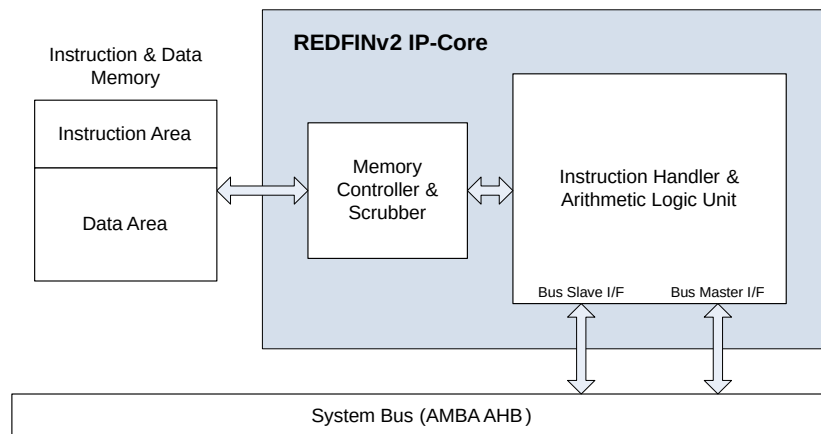 REDFINv2 IP-Core
Instruction & Data
Memory
Instruction Area
Data Area
Memory
Controller &
Scrubber
Instruction Handler &
Arithmetic Logic Unit
Bus Slave I/F
Bus Master I/F
System Bus (AMBA AHB)